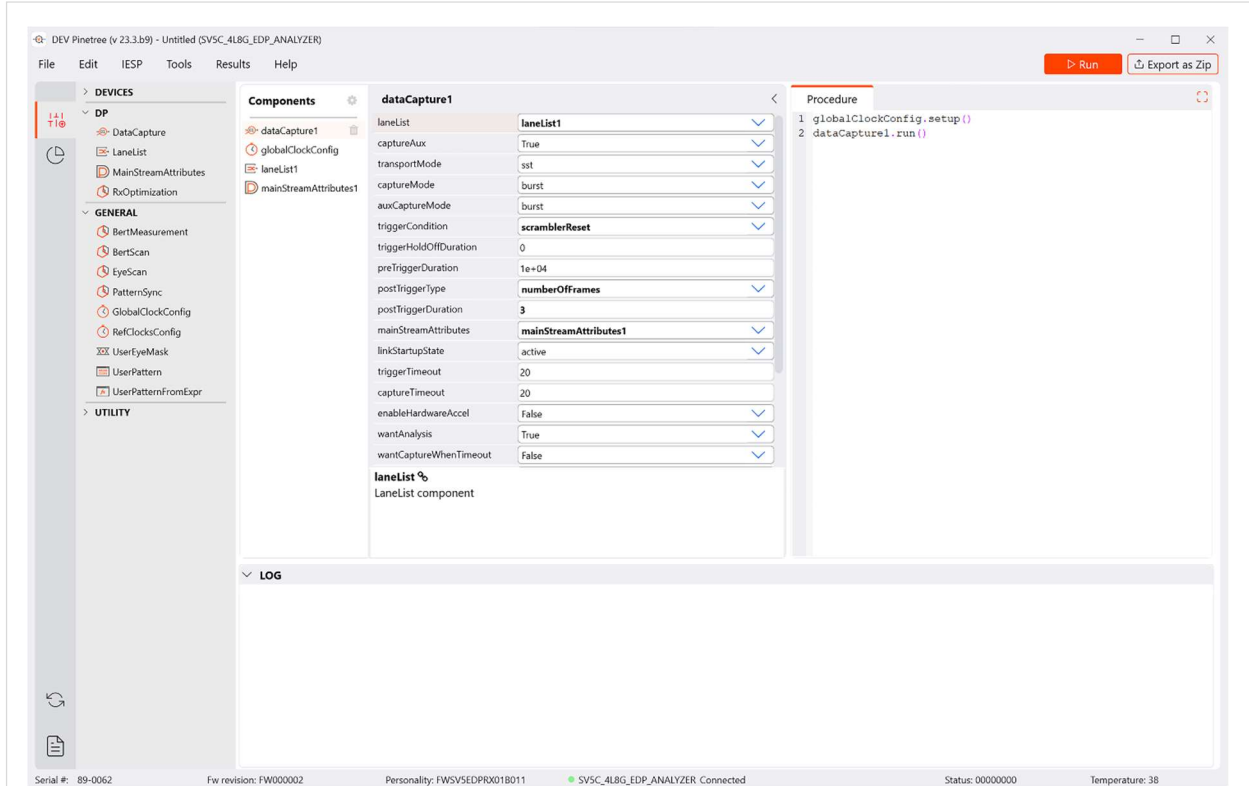 DEV Pinetree (v 23.3.b9) - Untitled (SV5C_4L8G_EDP_ANALYZER)
File Edit IESP Tools Results Help
Run
Export as Zip
DEVICES
DP
DataCapture
LaneList
MainStreamAttributes
RxOptimization
GENERAL
BertMeasurement
BertScan
EyeScan
PatternSync
GlobalClockConfig
RefClocksConfig
UserEyeMask
UserPattern
UserPatternFromExpr
UTILITY
Components
dataCapture1
globalClockConfig
laneList1
mainStreamAttributes1
dataCapture1
laneList laneList1
captureAux True
transportMode sst
captureMode burst
auxCaptureMode burst
triggerCondition scramblerReset
triggerHoldOffDuration 0
preTriggerDuration 1e+04
postTriggerType numberOfFrames
postTriggerDuration 3
mainStreamAttributes mainStreamAttributes1
linkStartupState active
triggerTimeout 20
captureTimeout 20
enableHardwareAccel False
wantAnalysis True
wantCaptureWhenTimeout False
laneList
LaneList component
Procedure
1 globalClockConfig.setup()
2 dataCapture1.run()
LOG
Serial #: 89-0062 Fw revision: FW000002 Personality: FWSV5EDPRX01B011 SV5C_4L8G_EDP_ANALYZER Connected Status: 00000000 Temperature: 38